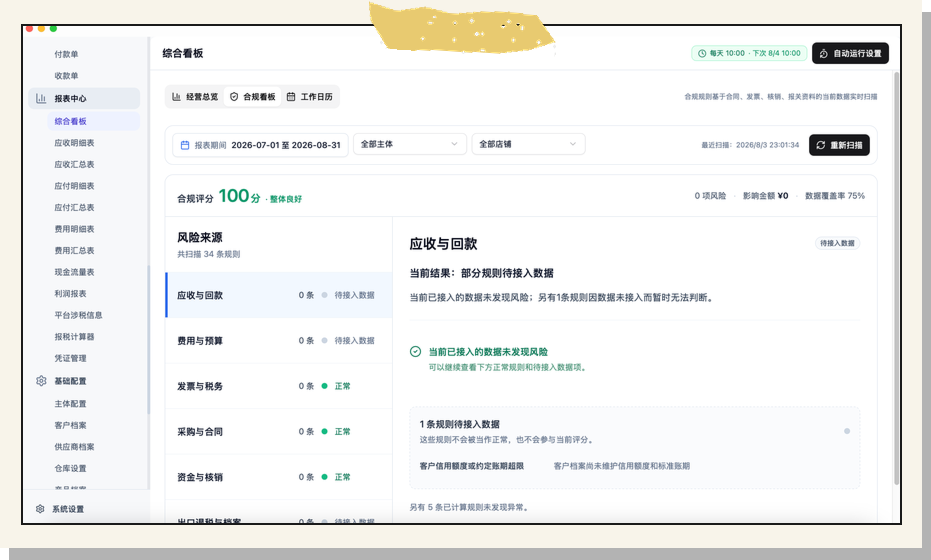 付款单
收款单
报表中心
综合看板
应收明细表
应收汇总表
应付明细表
应付汇总表
费用明细表
费用汇总表
现金流量表
利润报表
平台涉税信息
报税计算器
凭证管理
基础配置
主体配置
客户档案
供应商档案
仓库设置
产品档案
系统设置
综合看板
每天 10:00 · 下次 8/4 10:00
自动运行设置
经营总览 合规看板 工作日历
合规规则基于合同、发票、核销、报关资料的当前数据实时扫描
报表期间 2026-07-01 至 2026-08-31
全部主体
全部店铺
最近扫描: 2026/8/3 23:01:34
重新扫描
合规评分 100分 · 整体良好
0 项风险 · 影响金额 ¥0 · 数据覆盖率 75%
风险来源
共扫描 34 条规则
应收与回款 0 条 待接入数据
费用与预算 0 条 待接入数据
发票与税务 0 条 正常
采购与合同 0 条 正常
资金与核销 0 条 正常
出口退税与档案 0 条 待接入数据
应收与回款
待接入数据
当前结果：部分规则待接入数据
当前已接入的数据未发现风险；另有1条规则因数据未接入而暂时无法判断。
当前已接入的数据未发现风险
可以继续查看下方正常规则和待接入数据项。
1 条规则待接入数据
这些规则不会被当作正常，也不会参与当前评分。
客户信用额度或约定账期超限 客户档案尚未维护信用额度和标准账期
另有 5 条已计算规则未发现异常。